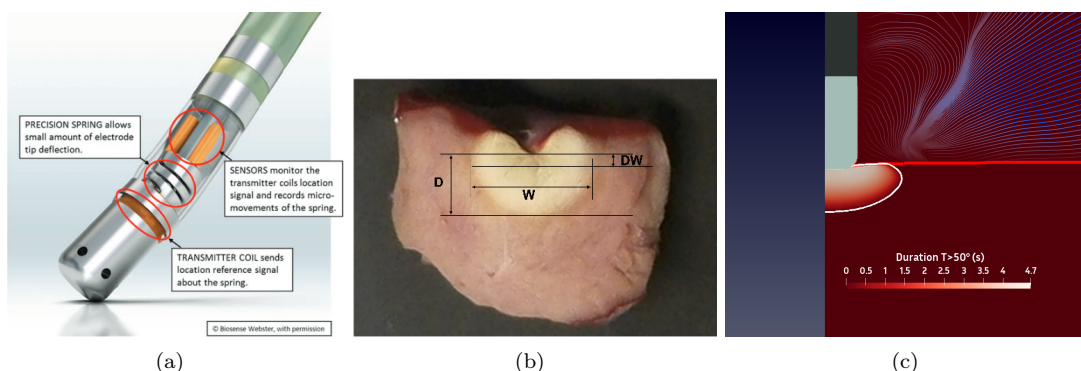 PRECISION SPRING allows
small amount of electrode
tip deflection.
SENSORS monitor the
transmitter coils location
signal and records micro-
movements of the spring.
TRANSMITTER COIL sends
location reference signal
about the spring.
© Biosense Webster, with permission
(a)
DW
D
W
(b)
Duration T>50° (s)
0 0.5 1 1.5 2 2.5 3 3.5 4 4.7
(c)